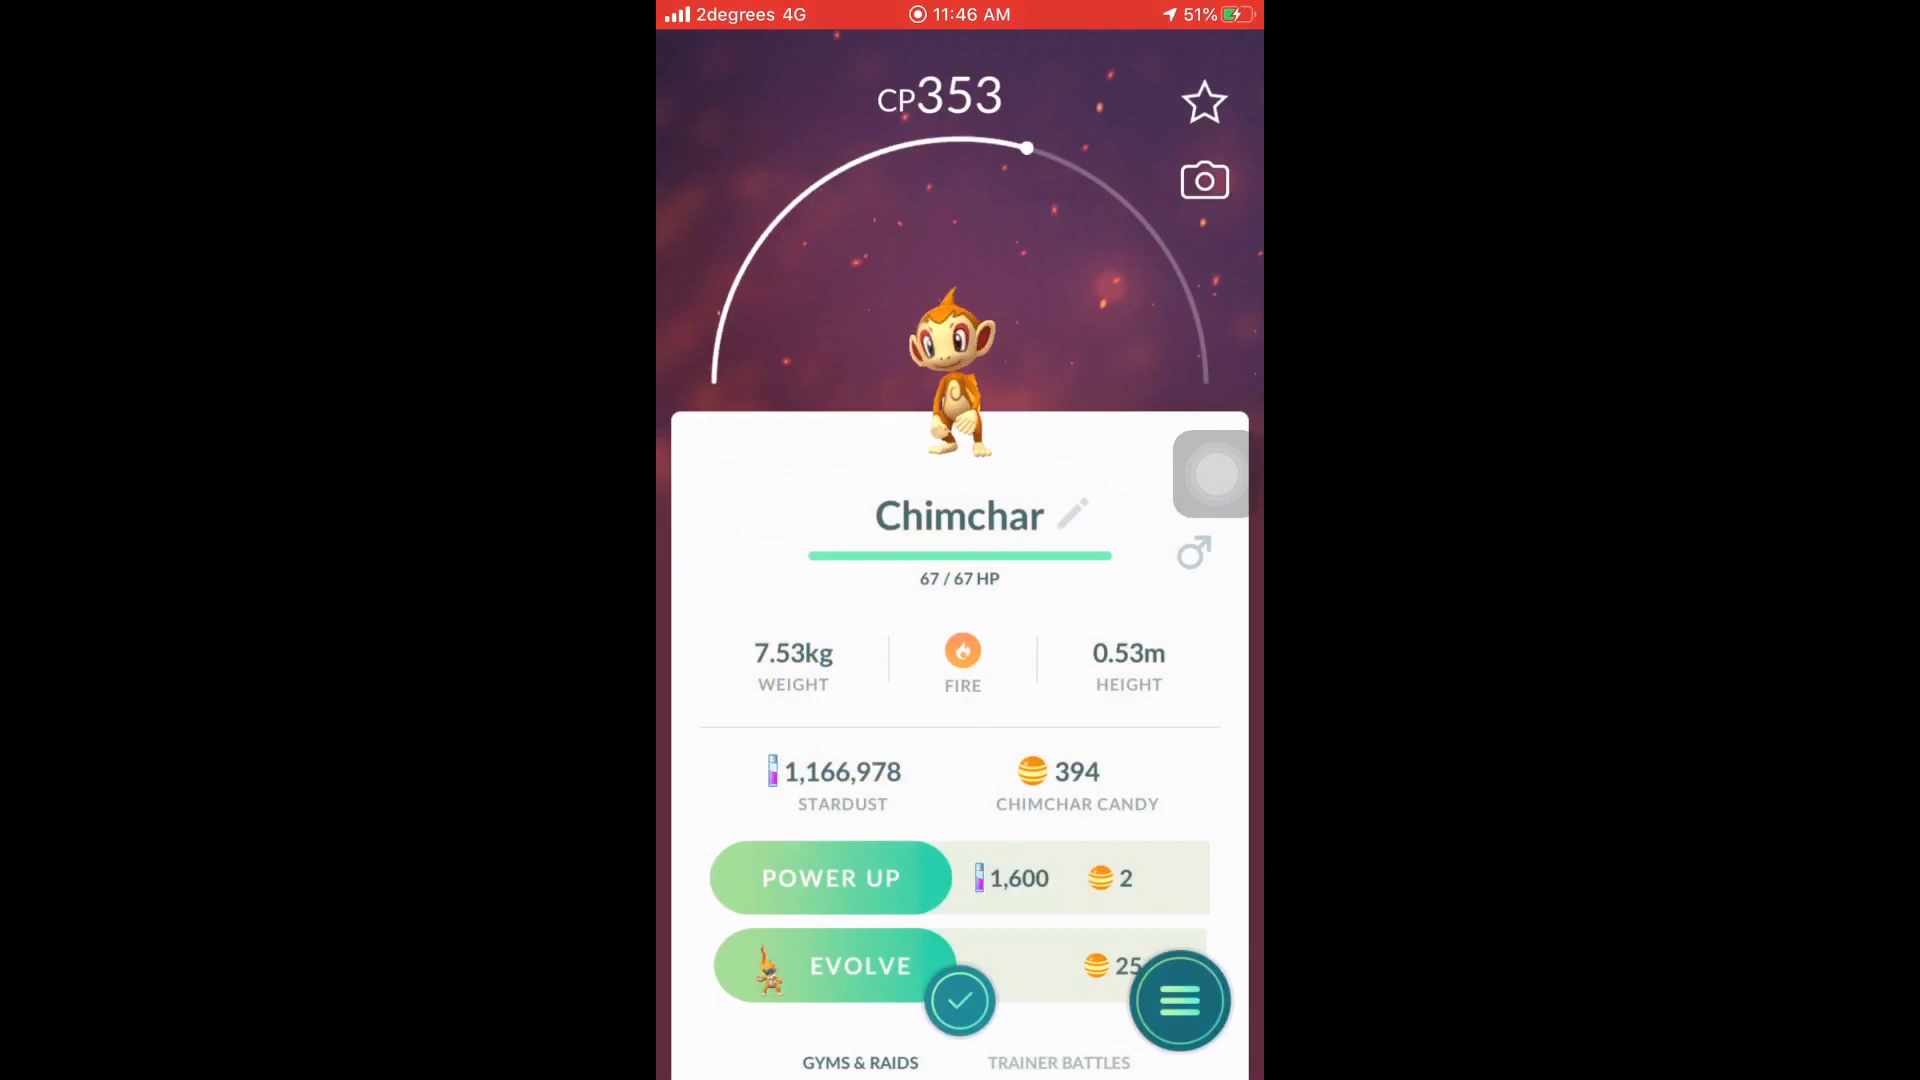 2degrees 4G 11:46 AM 51%
CP353
Chimchar
67 / 67 HP
7.53kg 0.53m
WEIGHT FIRE HEIGHT
1,166,978 394
STARDUST CHIMCHAR CANDY
POWER UP 1,600 2
EVOLVE 25
GYMS & RAIDS TRAINER BATTLES